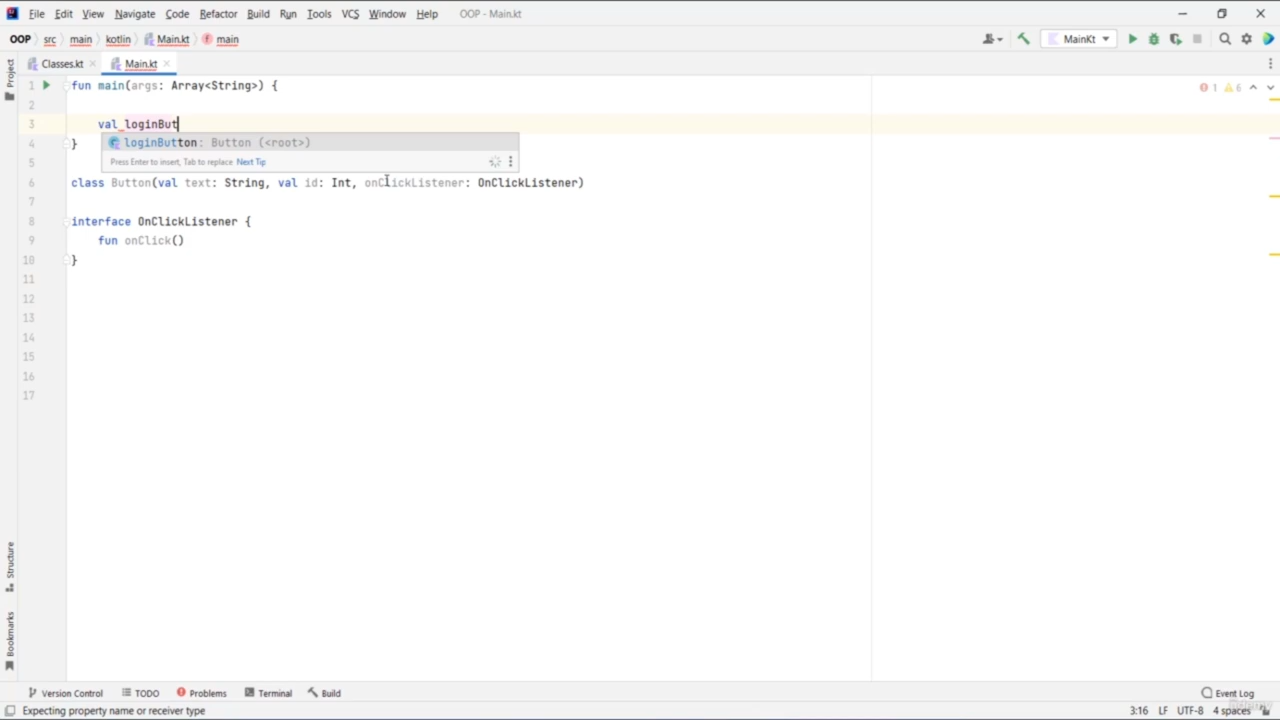 File Edit View Navigate Code Refactor Build Run Tools VCS Window Help OOP - Main.kt
OOP src main kotlin Main.kt main MainKt
Classes.kt Main.kt
Project
1 fun main(args: Array<String>) {
1 6
2
3 val loginBut
loginButton: Button (<root>)
4 }
Press Enter to insert, Tab to replace Next Tip
5
6 class Button(val text: String, val id: Int, onClickListener: OnClickListener)
7
8 interface OnClickListener {
9 fun onClick()
10 }
11
12
13
14
15
16
17
Structure
Bookmarks
Version Control TODO Problems Terminal Build Event Log
Expecting property name or receiver type 3:16 LF UTF-8 4 spaces